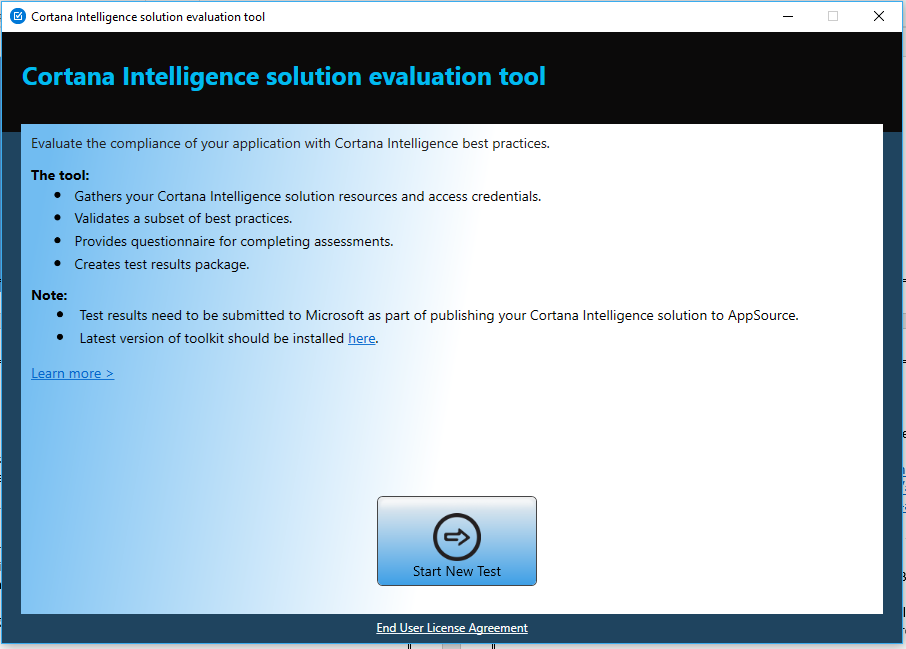 Cortana Intelligence solution evaluation tool
Cortana Intelligence solution evaluation tool
Evaluate the compliance of your application with Cortana Intelligence best practices.
The tool:
Gathers your Cortana Intelligence solution resources and access credentials.
Validates a subset of best practices.
Provides questionnaire for completing assessments.
Creates test results package.
Note:
Test results need to be submitted to Microsoft as part of publishing your Cortana Intelligence solution to AppSource.
Latest version of toolkit should be installed here.
Learn more >
Start New Test
End User License Agreement